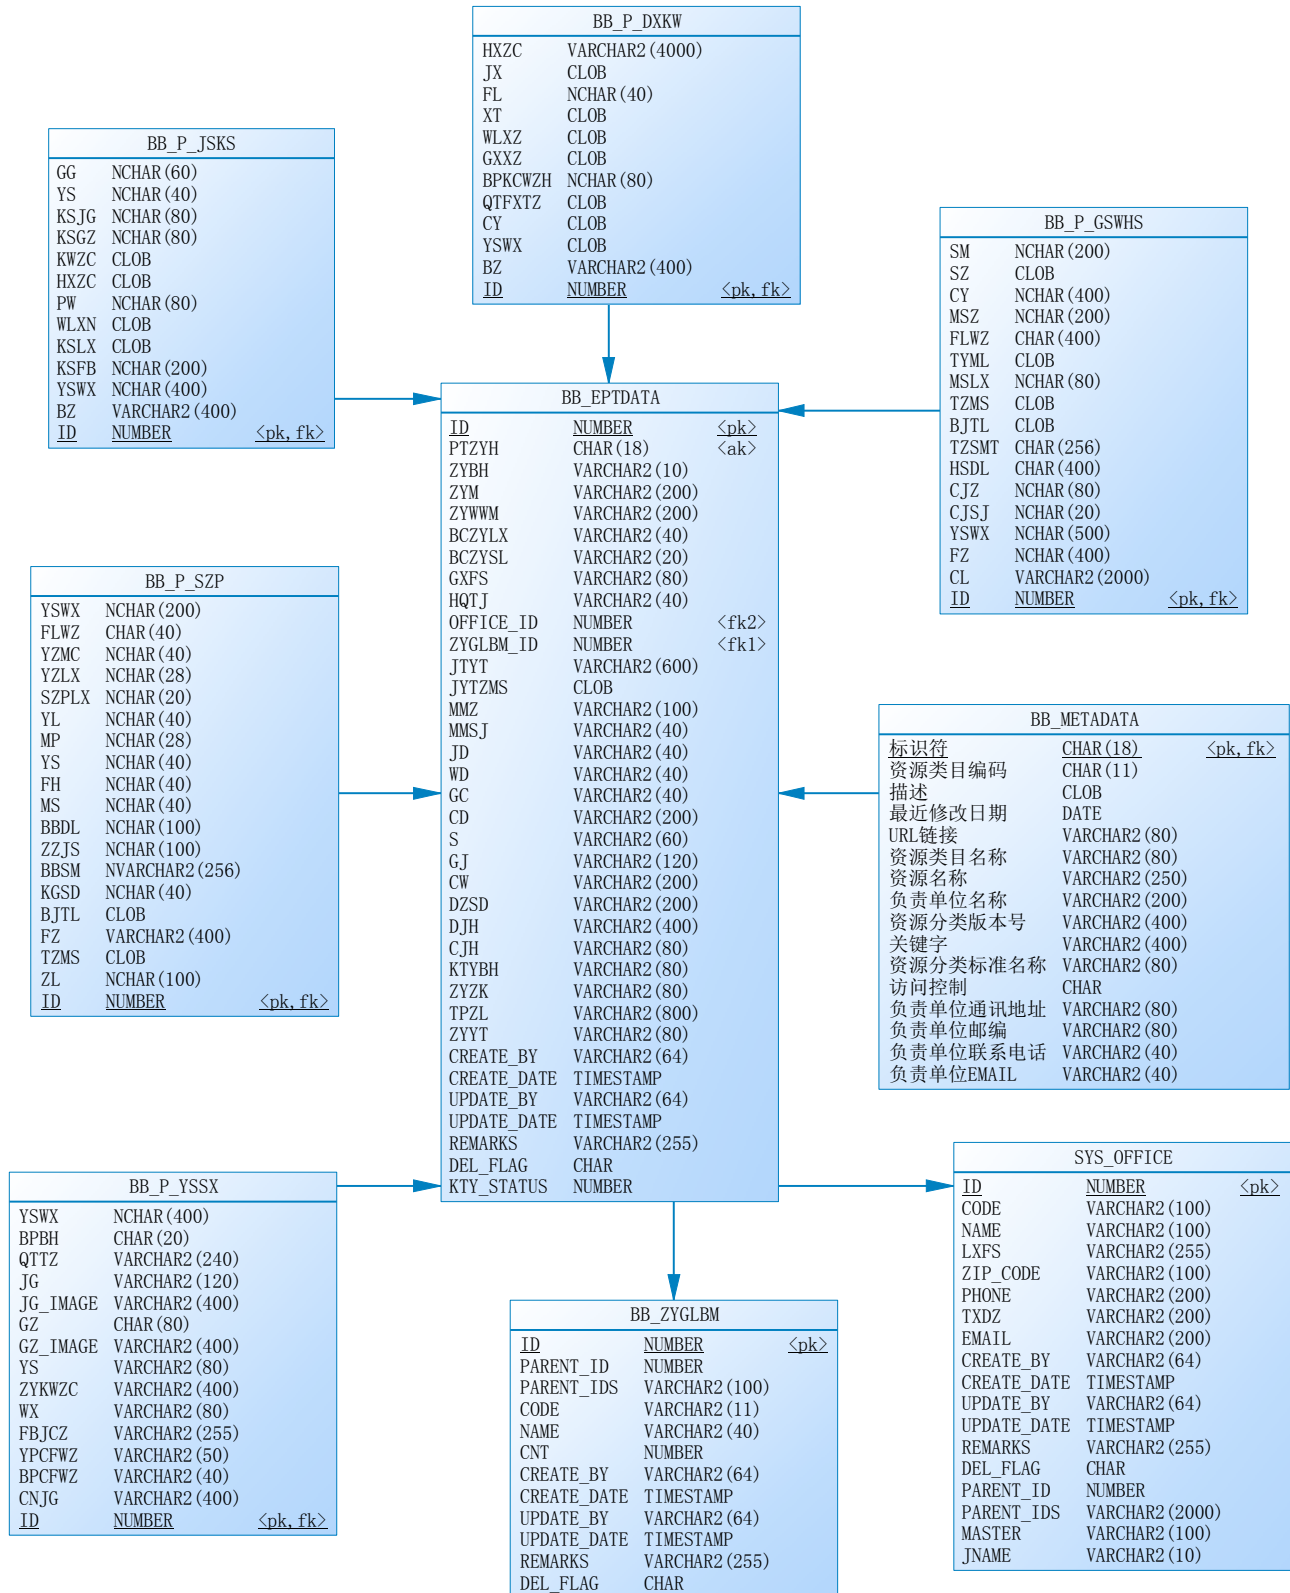 BB_P_DXKW
HXZC VARCHAR2(4000)
JX CLOB
FL NCHAR(40)
XT CLOB
WLXZ CLOB
GXXZ CLOB
BPKCWZH NCHAR(80)
QTFXTZ CLOB
CY CLOB
YSWX CLOB
BZ VARCHAR2(400)
ID NUMBER <pk,fk>
BB_P_JSKS
GG NCHAR(60)
YS NCHAR(40)
KSJG NCHAR(80)
KSGZ NCHAR(80)
KWZC CLOB
HXZC CLOB
PW NCHAR(80)
WLXN CLOB
KSLX CLOB
KSFB NCHAR(200)
YSWX NCHAR(400)
BZ VARCHAR2(400)
ID NUMBER <pk,fk>
BB_P_GSWHS
SM NCHAR(200)
SZ CLOB
CY NCHAR(400)
MSZ NCHAR(200)
FLWZ CHAR(400)
TYML CLOB
MSLX NCHAR(80)
TZMS CLOB
BJTL CLOB
TZSMT CHAR(256)
HSDL CHAR(400)
CJZ NCHAR(80)
CJSJ NCHAR(20)
YSWX NCHAR(500)
FZ NCHAR(400)
CL VARCHAR2(2000)
ID NUMBER <pk,fk>
BB_EPTDATA
ID NUMBER <pk>
PTZYH CHAR(18) <ak>
ZYBH VARCHAR2(10)
ZYM VARCHAR2(200)
ZYWWM VARCHAR2(200)
BCZYLX VARCHAR2(40)
BCZYSL VARCHAR2(20)
GXFS VARCHAR2(80)
HQTJ VARCHAR2(40)
OFFICE_ID NUMBER <fk2>
ZYGLBM_ID NUMBER <fk1>
JTYT VARCHAR2(600)
JYTZMS CLOB
MMZ VARCHAR2(100)
MMSJ VARCHAR2(40)
JD VARCHAR2(40)
WD VARCHAR2(40)
GC VARCHAR2(40)
CD VARCHAR2(200)
S VARCHAR2(60)
GJ VARCHAR2(120)
CW VARCHAR2(200)
DZSD VARCHAR2(200)
DJH VARCHAR2(400)
CJH VARCHAR2(80)
KTYBH VARCHAR2(80)
ZYZK VARCHAR2(80)
TPZL VARCHAR2(800)
ZYYT VARCHAR2(80)
CREATE_BY VARCHAR2(64)
CREATE_DATE TIMESTAMP
UPDATE_BY VARCHAR2(64)
UPDATE_DATE TIMESTAMP
REMARKS VARCHAR2(255)
DEL_FLAG CHAR
KTY_STATUS NUMBER
BB_P_SZP
YSWX NCHAR(200)
FLWZ CHAR(40)
YZMC NCHAR(40)
YZLX NCHAR(28)
SZPLX NCHAR(20)
YL NCHAR(40)
MP NCHAR(28)
YS NCHAR(40)
FH NCHAR(40)
MS NCHAR(40)
BBDL NCHAR(100)
ZZJS NCHAR(100)
BBSM NVARCHAR2(256)
KGSD NCHAR(40)
BJTL CLOB
FZ VARCHAR2(400)
TZMS CLOB
ZL NCHAR(100)
ID NUMBER <pk,fk>
BB_METADATA
标识符 CHAR(18) <pk,fk>
资源类目编码 CHAR(11)
描述 CLOB
最近修改日期 DATE
URL链接 VARCHAR2(80)
资源类目名称 VARCHAR2(80)
资源名称 VARCHAR2(250)
负责单位名称 VARCHAR2(200)
资源分类版本号 VARCHAR2(400)
关键字 VARCHAR2(400)
资源分类标准名称 VARCHAR2(80)
访问控制 CHAR
负责单位通讯地址 VARCHAR2(80)
负责单位邮编 VARCHAR2(80)
负责单位联系电话 VARCHAR2(40)
负责单位EMAIL VARCHAR2(40)
BB_P_YSSX
YSWX NCHAR(400)
BPBH CHAR(20)
QTTZ VARCHAR2(240)
JG VARCHAR2(120)
JG_IMAGE VARCHAR2(400)
GZ CHAR(80)
GZ_IMAGE VARCHAR2(400)
YS VARCHAR2(80)
ZYKWZC VARCHAR2(400)
WX VARCHAR2(80)
FBJCZ VARCHAR2(255)
YPCFWZ VARCHAR2(50)
BPCFWZ VARCHAR2(40)
CNJG VARCHAR2(400)
ID NUMBER <pk,fk>
BB_ZYGLBM
ID NUMBER <pk>
PARENT_ID NUMBER
PARENT_IDS VARCHAR2(100)
CODE VARCHAR2(11)
NAME VARCHAR2(40)
CNT NUMBER
CREATE_BY VARCHAR2(64)
CREATE_DATE TIMESTAMP
UPDATE_BY VARCHAR2(64)
UPDATE_DATE TIMESTAMP
REMARKS VARCHAR2(255)
DEL_FLAG CHAR
SYS_OFFICE
ID NUMBER <pk>
CODE VARCHAR2(100)
NAME VARCHAR2(100)
LXFS VARCHAR2(255)
ZIP_CODE VARCHAR2(100)
PHONE VARCHAR2(200)
TXDZ VARCHAR2(200)
EMAIL VARCHAR2(200)
CREATE_BY VARCHAR2(64)
CREATE_DATE TIMESTAMP
UPDATE_BY VARCHAR2(64)
UPDATE_DATE TIMESTAMP
REMARKS VARCHAR2(255)
DEL_FLAG CHAR
PARENT_ID NUMBER
PARENT_IDS VARCHAR2(2000)
MASTER VARCHAR2(100)
JNAME VARCHAR2(10)